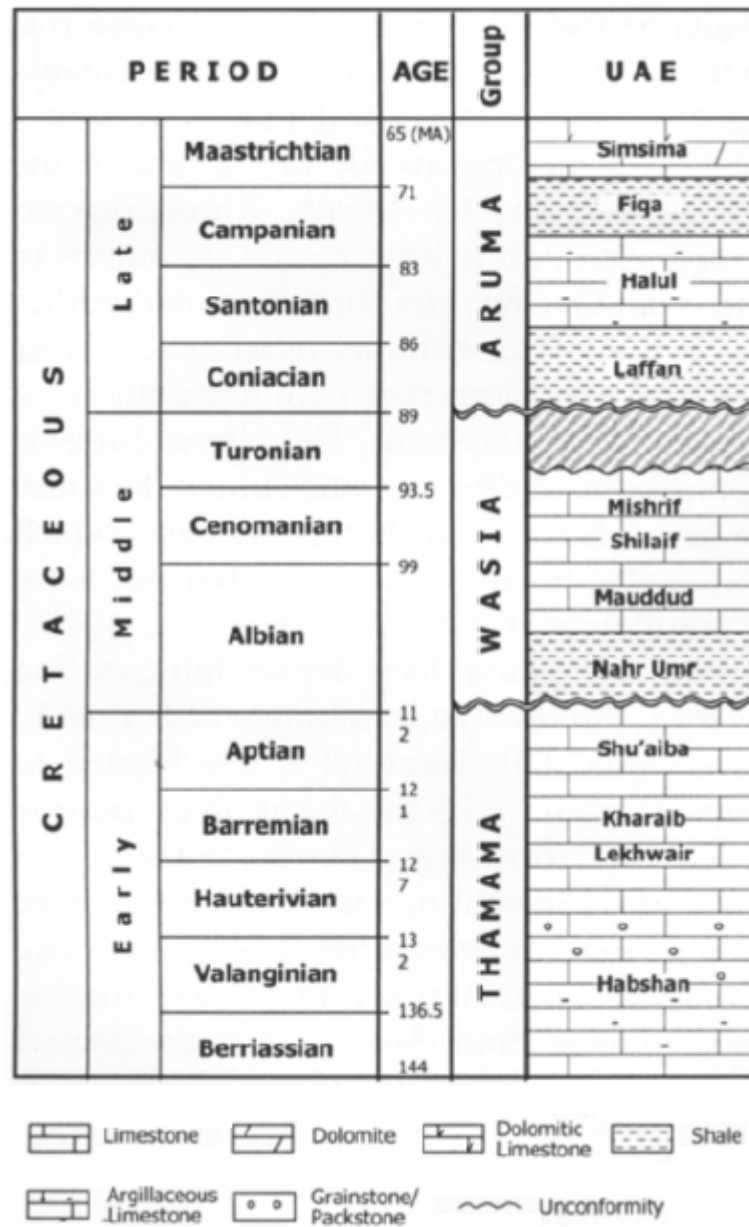 PERIOD AGE Group UAE
CRETACEOUS
Late
Middle
Early
Maastrichtian
Campanian
Santonian
Coniacian
Turonian
Cenomanian
Albian
Aptian
Barremian
Hauterivian
Valanginian
Berriassian
65 (MA)
71
83
86
89
93.5
99
11
2
12
1
12
7
13
2
136.5
144
ARUMA
WASIA
THAMAMA
Simsima
Fiqa
Halul
Laffan
Mishrif
Shilaif
Mauddud
Nahr Umr
Shu'aiba
Kharaib
Lekhwair
Habshan
Limestone
Dolomite
Dolomitic
Limestone
Shale
Argillaceous
Limestone
Grainstone/
Packstone
Unconformity